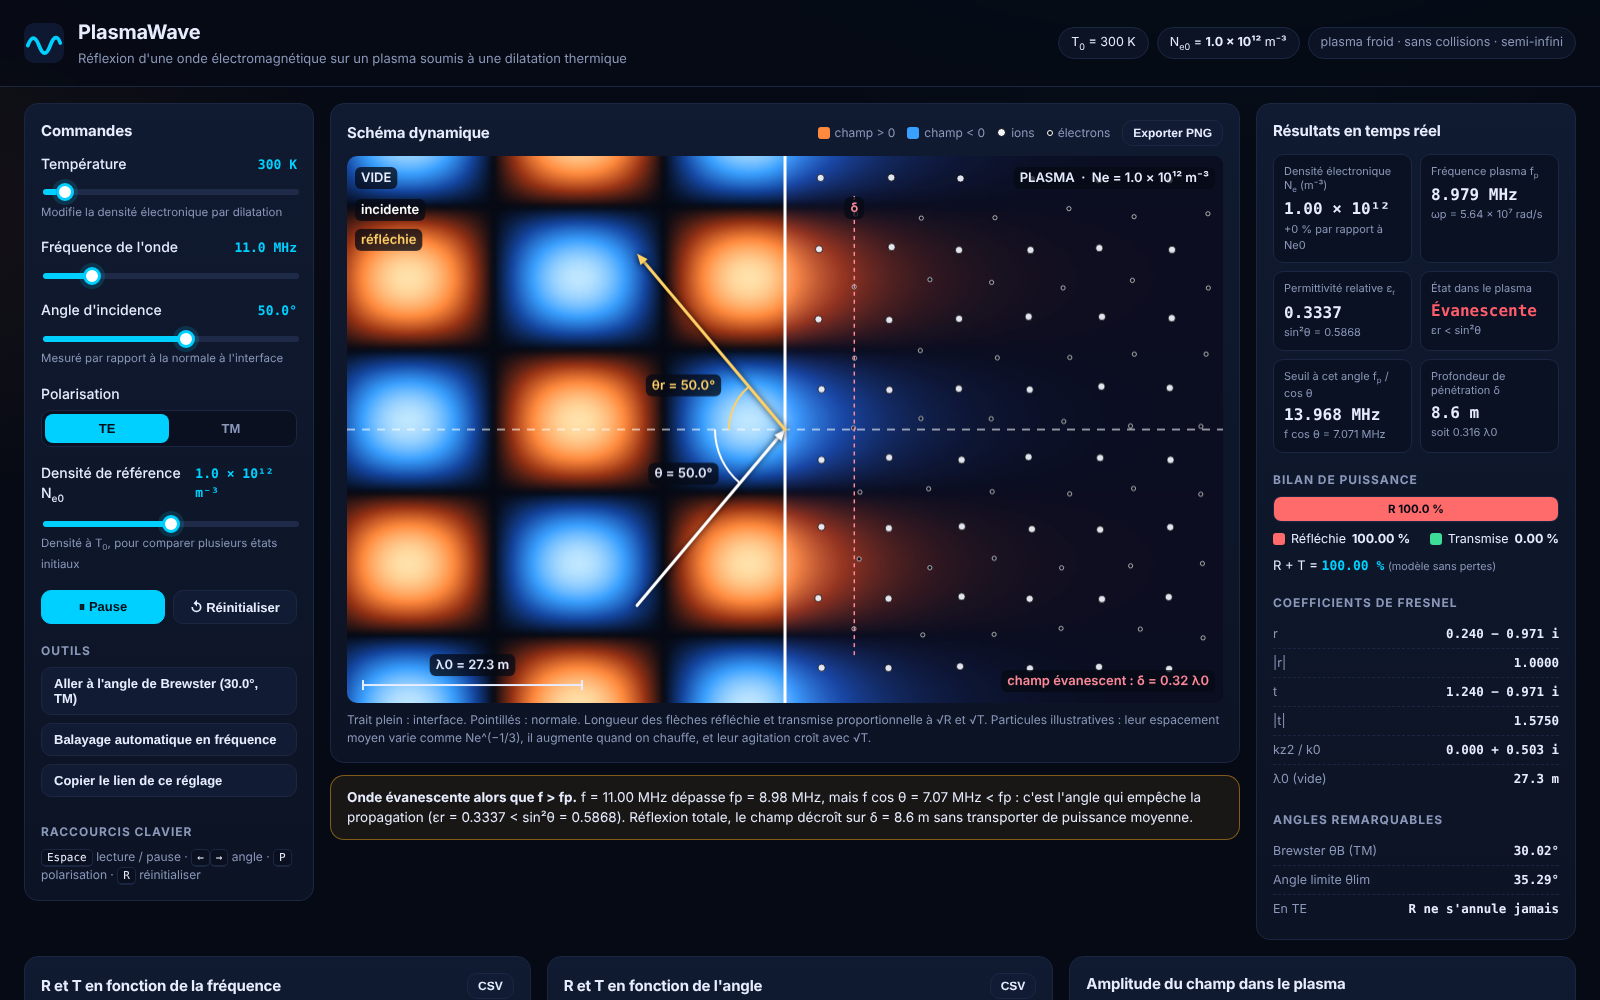 PlasmaWave
Réflexion d'une onde électromagnétique sur un plasma soumis à une dilatation thermique
T0 = 300 K
Ne0 = 1.0 × 10¹² m⁻³
plasma froid · sans collisions · semi-infini
Commandes
Température 300 K
Modifie la densité électronique par dilatation
Fréquence de l'onde 11.0 MHz
Angle d'incidence 50.0°
Mesuré par rapport à la normale à l'interface
Polarisation
TE TM
Densité de référence 1.0 × 10¹²
Ne0 m⁻³
Densité à T0, pour comparer plusieurs états
initiaux
Pause
Réinitialiser
OUTILS
Aller à l'angle de Brewster (30.0°,
TM)
Balayage automatique en fréquence
Copier le lien de ce réglage
RACCOURCIS CLAVIER
Espace lecture / pause · ← → angle · P
polarisation · R réinitialiser
Schéma dynamique
champ > 0 champ < 0 ions électrons
Exporter PNG
VIDE
incidente
réfléchie
PLASMA · Ne = 1.0 × 10¹² m⁻³
δ
θr = 50.0°
θ = 50.0°
λ0 = 27.3 m
champ évanescent : δ = 0.32 λ0
Trait plein : interface. Pointillés : normale. Longueur des flèches réfléchie et transmise proportionnelle à √R et √T. Particules illustratives : leur espacement
moyen varie comme Ne^(−1/3), il augmente quand on chauffe, et leur agitation croît avec √T.
Onde évanescente alors que f > fp. f = 11.00 MHz dépasse fp = 8.98 MHz, mais f cos θ = 7.07 MHz < fp : c'est l'angle qui empêche la
propagation (εr = 0.3337 < sin²θ = 0.5868). Réflexion totale, le champ décroît sur δ = 8.6 m sans transporter de puissance moyenne.
Résultats en temps réel
Densité électronique
Ne (m⁻³)
1.00 × 10¹²
+0 % par rapport à
Ne0
Fréquence plasma fp
8.979 MHz
ωp = 5.64 × 10⁷ rad/s
Permittivité relative εr
0.3337
sin²θ = 0.5868
État dans le plasma
Évanescente
εr < sin²θ
Seuil à cet angle fp /
cos θ
13.968 MHz
f cos θ = 7.071 MHz
Profondeur de
pénétration δ
8.6 m
soit 0.316 λ0
BILAN DE PUISSANCE
R 100.0 %
Réfléchie 100.00 % Transmise 0.00 %
R + T = 100.00 % (modèle sans pertes)
COEFFICIENTS DE FRESNEL
r 0.240 − 0.971 i
|r| 1.0000
t 1.240 − 0.971 i
|t| 1.5750
kz2 / k0 0.000 + 0.503 i
λ0 (vide) 27.3 m
ANGLES REMARQUABLES
Brewster θB (TM) 30.02°
Angle limite θlim 35.29°
En TE R ne s'annule jamais
R et T en fonction de la fréquence CSV
R et T en fonction de l'angle CSV
Amplitude du champ dans le plasma